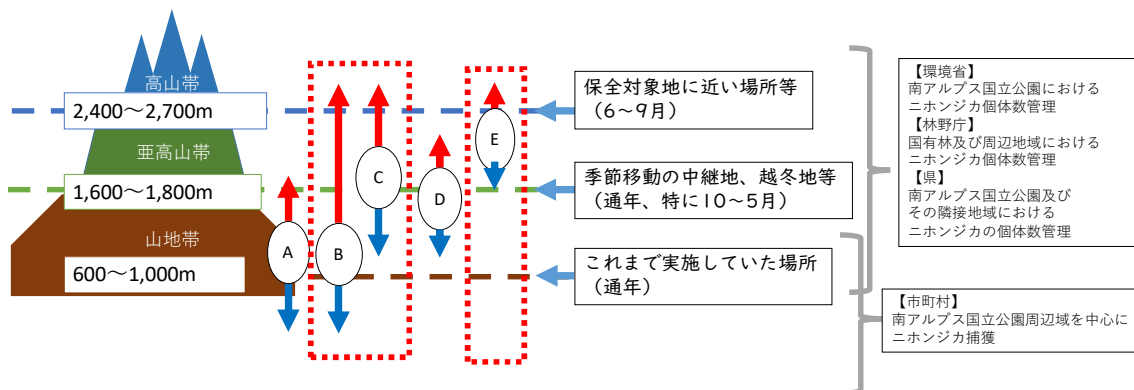 高山帯
2,400～2,700m
亜高山帯
1,600～1,800m
山地帯
600～1,000m
A
B
C
D
E
保全対象地に近い場所等
（6～9月）
季節移動の中継地、越冬地等
（通年、特に10～5月）
これまで実施していた場所
（通年）
【環境省】
南アルプス国立公園における
ニホンジカ個体数管理
【林野庁】
国有林及び周辺地域における
ニホンジカ個体数管理
【県】
南アルプス国立公園及び
その隣接地域における
ニホンジカの個体数管理
【市町村】
南アルプス国立公園周辺域を中心に
ニホンジカ捕獲